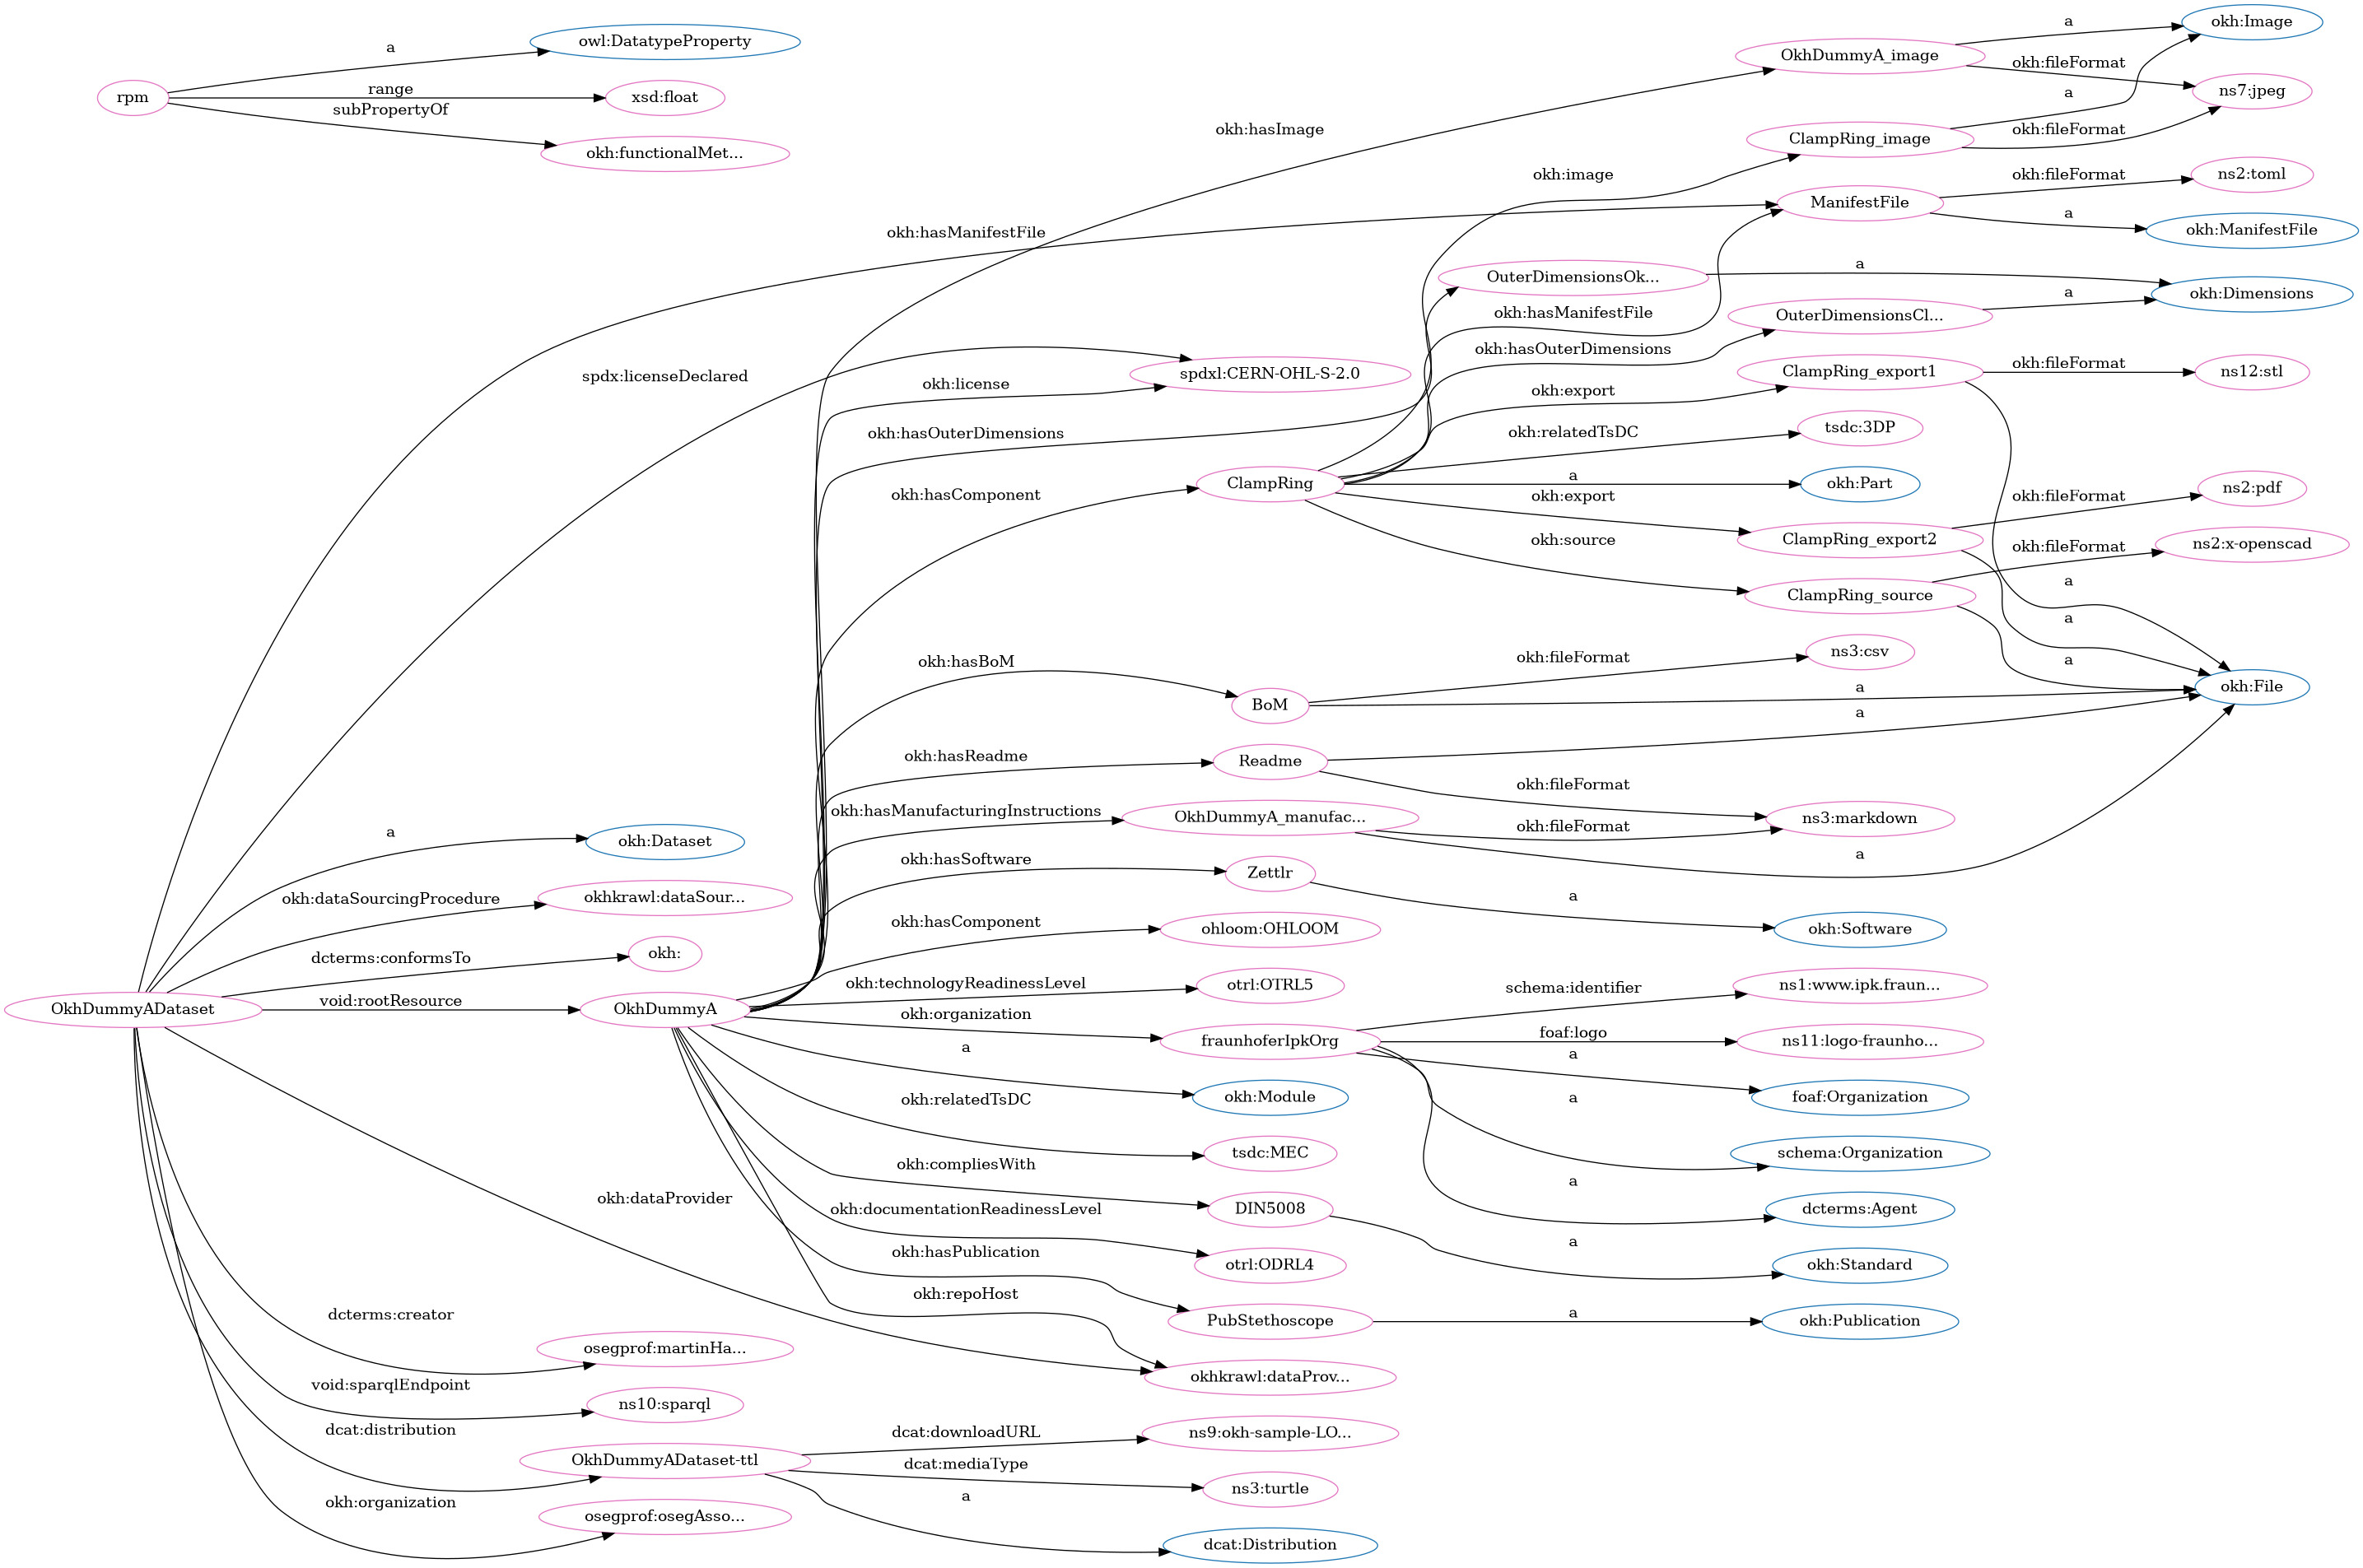 rpm
a
owl:DatatypeProperty
range
xsd:float
subPropertyOf
okh:functionalMet...
okh:hasImage
OkhDummyA_image
a
okh:Image
okh:fileFormat
ns7:jpeg
okh:image
ClampRing_image
a
okh:fileFormat
okh:hasManifestFile
ManifestFile
okh:fileFormat
ns2:toml
a
okh:ManifestFile
OuterDimensionsOk...
a
okh:Dimensions
okh:hasManifestFile
OuterDimensionsCl...
a
okh:hasOuterDimensions
spdx:licenseDeclared
spdxl:CERN-OHL-S-2.0
okh:license
okh:export
ClampRing_export1
okh:fileFormat
ns12:stl
okh:hasOuterDimensions
okh:relatedTsDC
tsdc:3DP
okh:hasComponent
ClampRing
a
okh:Part
okh:export
ClampRing_export2
okh:fileFormat
ns2:pdf
okh:source
ClampRing_source
okh:fileFormat
ns2:x-openscad
a
a
a
okh:hasBoM
BoM
okh:fileFormat
ns3:csv
a
okh:File
a
okh:hasReadme
Readme
okh:fileFormat
ns3:markdown
okh:hasManufacturingInstructions
OkhDummyA_manufac...
okh:fileFormat
a
a
okh:Dataset
okh:hasSoftware
Zettlr
a
okh:Software
okh:dataSourcingProcedure
okhkrawl:dataSour...
okh:hasComponent
ohloom:OHLOOM
dcterms:conformsTo
okh:
okh:technologyReadinessLevel
otrl:OTRL5
OkhDummyADataset
void:rootResource
OkhDummyA
okh:organization
fraunhoferIpkOrg
schema:identifier
ns1:www.ipk.fraun...
foaf:logo
ns11:logo-fraunho...
a
foaf:Organization
a
schema:Organization
a
dcterms:Agent
a
okh:Module
okh:relatedTsDC
tsdc:MEC
okh:compliesWith
DIN5008
a
okh:Standard
okh:dataProvider
okh:documentationReadinessLevel
otrl:ODRL4
okh:hasPublication
PubStethoscope
a
okh:Publication
okh:repoHost
okhkrawl:dataProv...
dcterms:creator
osegprof:martinHa...
void:sparqlEndpoint
ns10:sparql
dcat:distribution
OkhDummyADataset-ttl
dcat:downloadURL
ns9:okh-sample-LO...
dcat:mediaType
ns3:turtle
a
dcat:Distribution
okh:organization
osegprof:osegAsso...